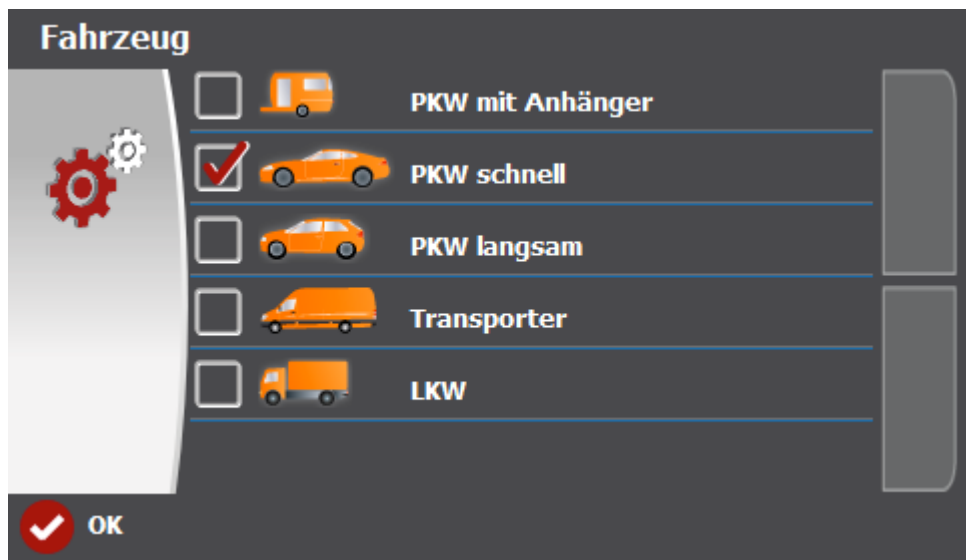 Fahrzeug
PKW mit Anhänger
PKW schnell
PKW langsam
Transporter
LKW
OK